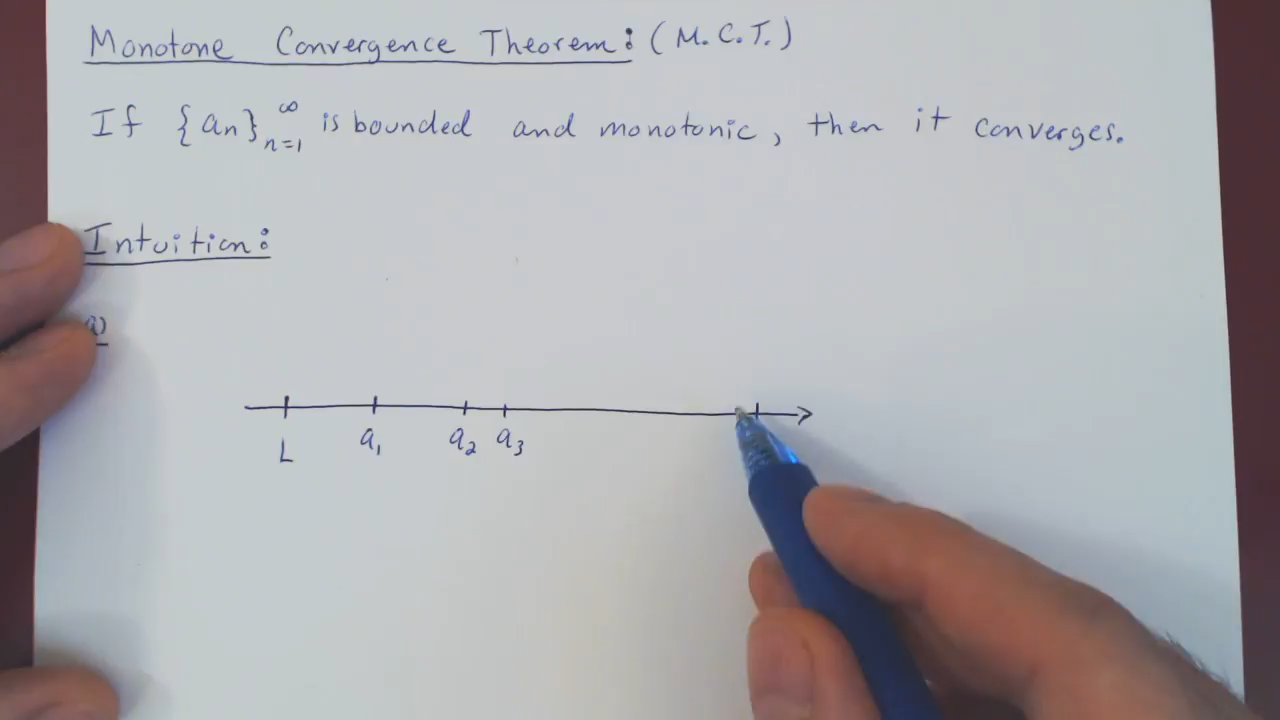 Monotone Convergence Theorem: (M.C.T.)
If {an}∞n=1 is bounded and monotonic, then it converges.
Intuition:
L a1 a2 a3